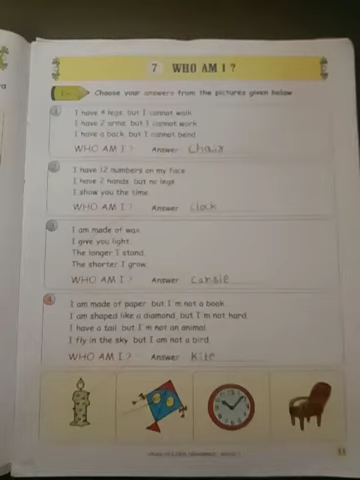 7 WHO AM I ?
Choose your answers from the pictures given below
1 I have 4 legs, but I cannot walk
I have 2 arms, but I cannot work
I have a back, but I cannot bend
WHO AM I ? Answer Chair
2 I have 12 numbers on my face
I have 2 hands, but no legs
I show you the time.
WHO AM I ? Answer clock
3 I am made of wax.
I give you light.
The longer I stand,
The shorter I grow.
WHO AM I ? Answer candle
4 I am made of paper, but I'm not a book.
I am shaped like a diamond, but I'm not hard.
I have a tail, but I'm not an animal.
I fly in the sky, but I am not a bird.
WHO AM I ? Answer Kite